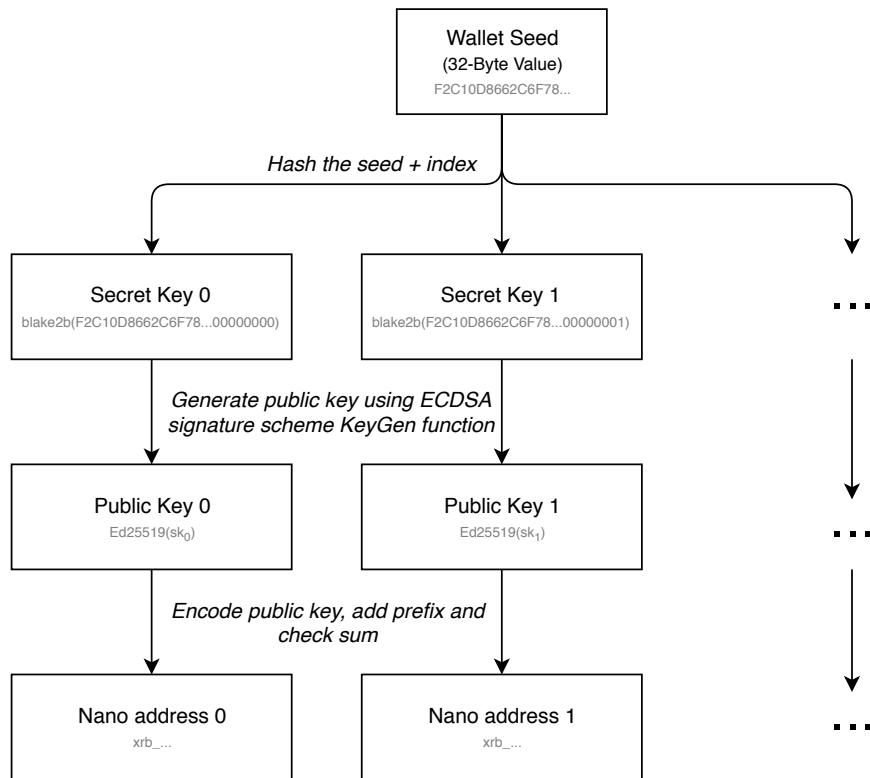 Wallet Seed
(32-Byte Value)
F2C10D8662C6F78...
Hash the seed + index
Secret Key 0
blake2b(F2C10D8662C6F78...00000000)
Secret Key 1
blake2b(F2C10D8662C6F78...00000001)
...
Generate public key using ECDSA
signature scheme KeyGen function
Public Key 0
Ed25519(sk₀)
Public Key 1
Ed25519(sk₁)
...
Encode public key, add prefix and
check sum
Nano address 0
xrb_...
Nano address 1
xrb_...
...